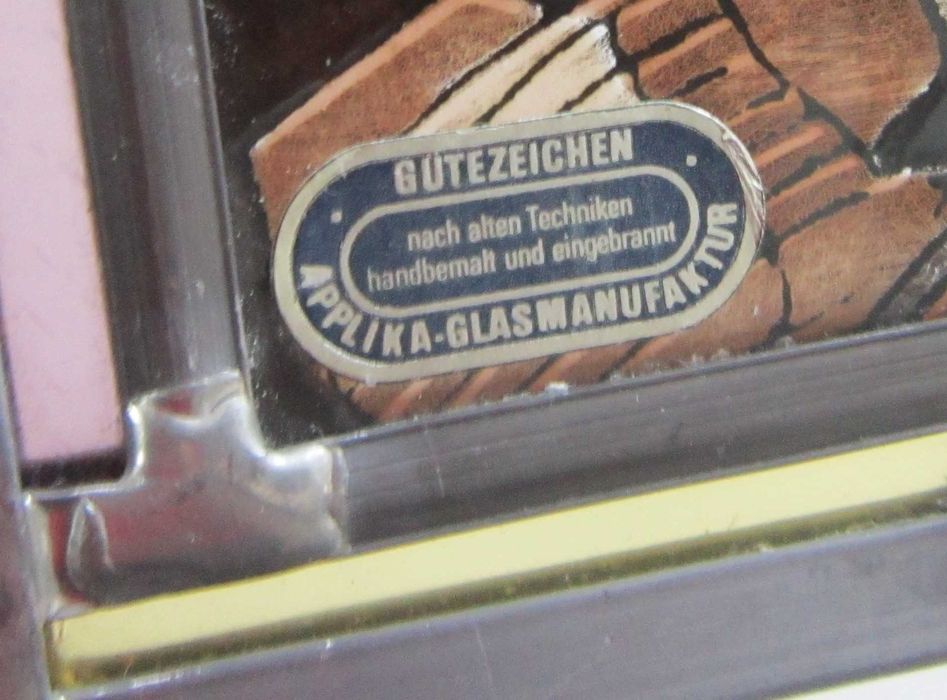 GÜTEZEICHEN
nach alten Techniken
handbemalt und eingebrannt
APPLIKA-GLASMANUFAKTUR